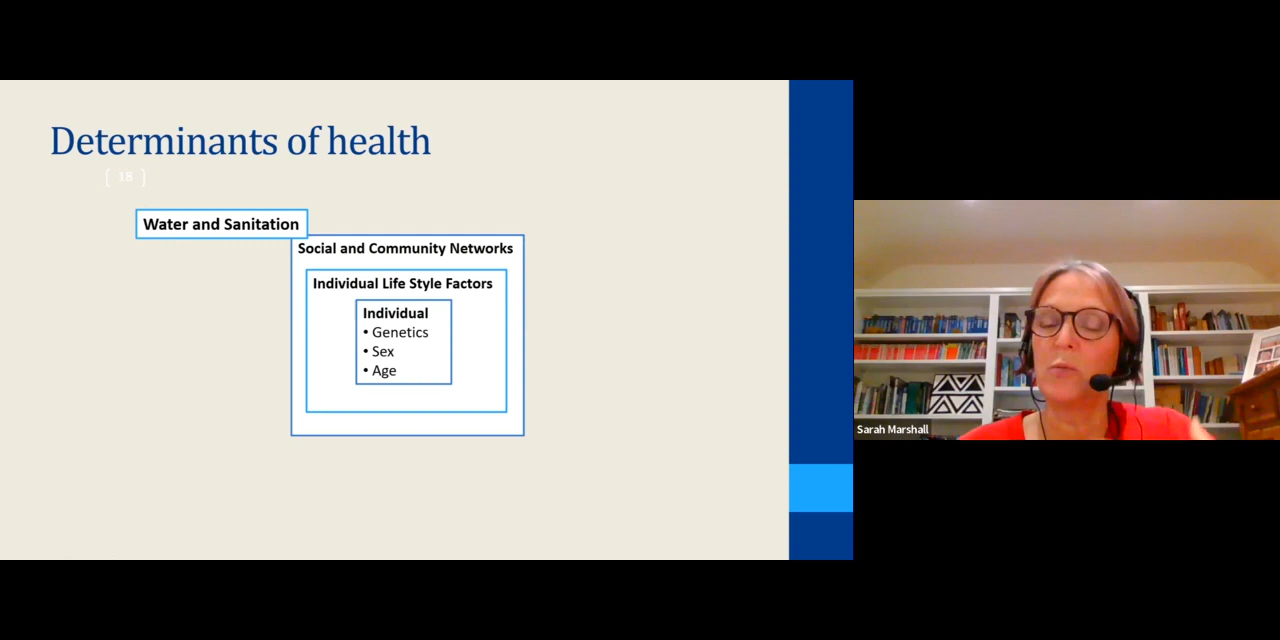 Determinants of health
18
Water and Sanitation
Social and Community Networks
Individual Life Style Factors
Individual
• Genetics
• Sex
• Age
Sarah Marshall